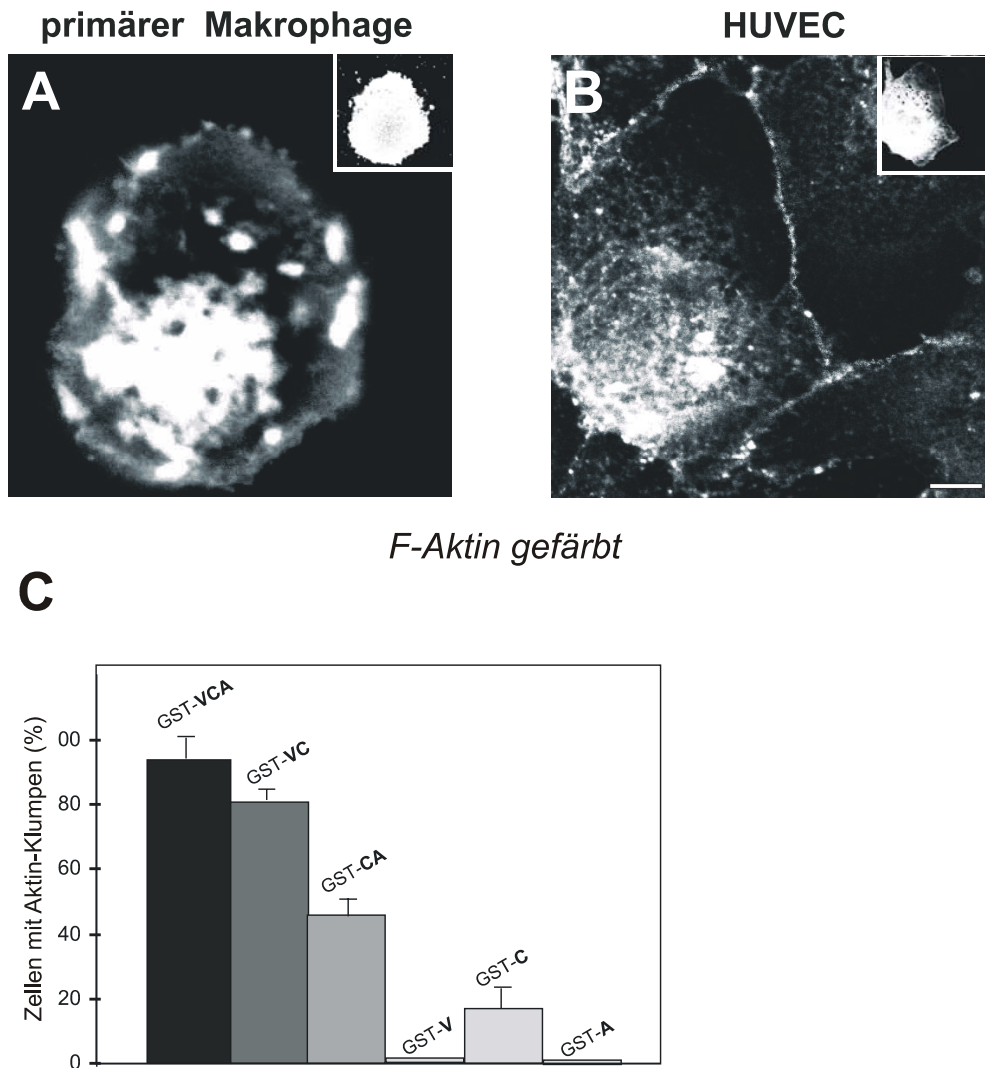 primärer Makrophage
HUVEC
A
B
F-Aktin gefärbt
C
Zellen mit Aktin-Klumpen (%)
00
80
60
40
20
0
GST-VCA
GST-VC
GST-CA
GST-V
GST-C
GST-A